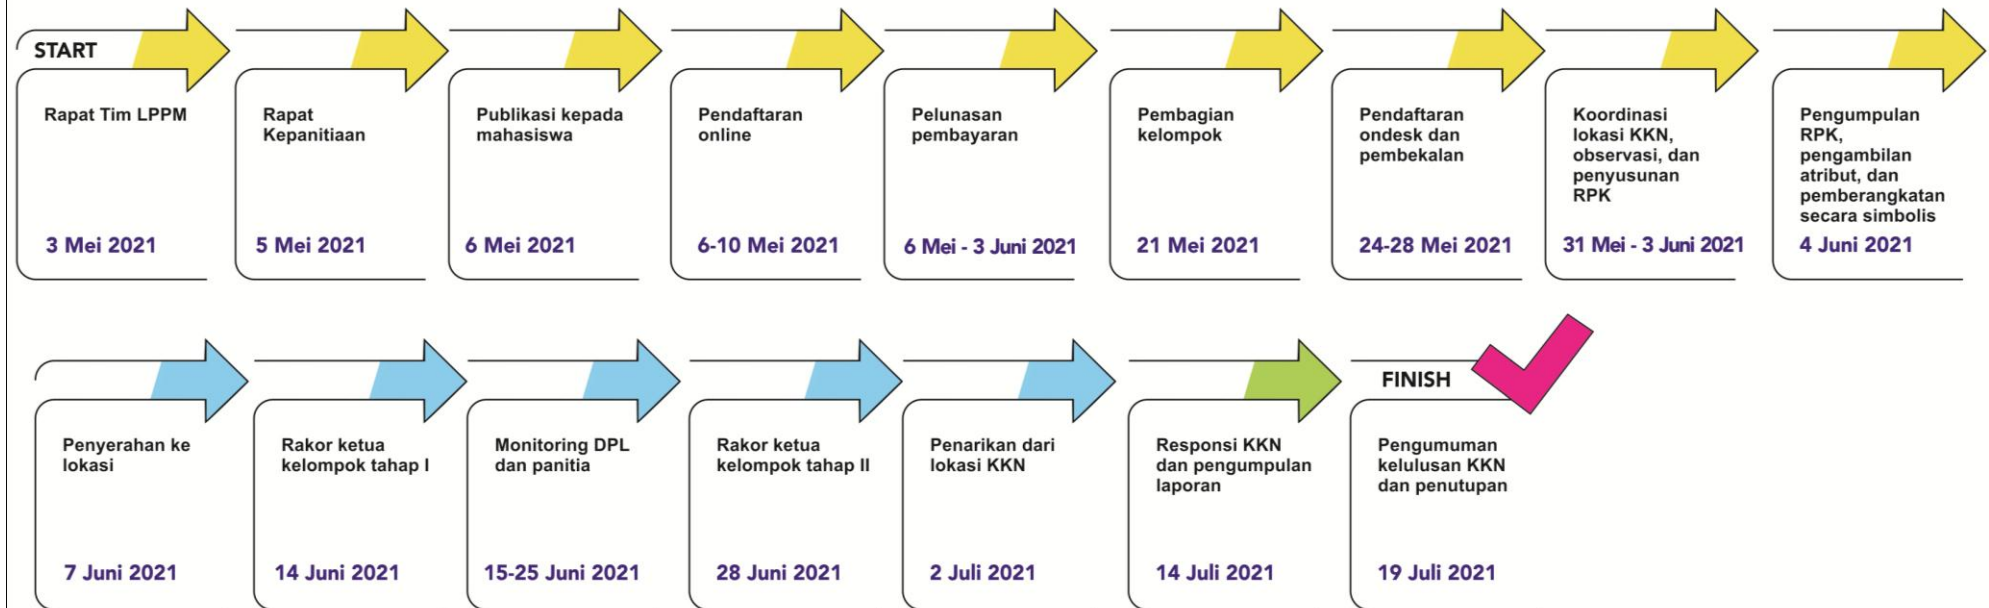 START
Rapat Tim LPPM
3 Mei 2021
Rapat
Kepanitiaan
5 Mei 2021
Publikasi kepada
mahasiswa
6 Mei 2021
Pendaftaran
online
6-10 Mei 2021
Pelunasan
pembayaran
6 Mei - 3 Juni 2021
Pembagian
kelompok
21 Mei 2021
Pendaftaran
ondesk dan
pembekalan
24-28 Mei 2021
Koordinasi
lokasi KKN,
observasi, dan
penyusunan
RPK
31 Mei - 3 Juni 2021
Pengumpulan
RPK,
pengambilan
atribut, dan
pemberangkatan
secara simbolis
4 Juni 2021
Penyerahan ke
lokasi
7 Juni 2021
Rakor ketua
kelompok tahap I
14 Juni 2021
Monitoring DPL
dan panitia
15-25 Juni 2021
Rakor ketua
kelompok tahap II
28 Juni 2021
Penarikan dari
lokasi KKN
2 Juli 2021
Responsi KKN
dan pengumpulan
laporan
14 Juli 2021
FINISH
Pengumuman
kelulusan KKN
dan penutupan
19 Juli 2021